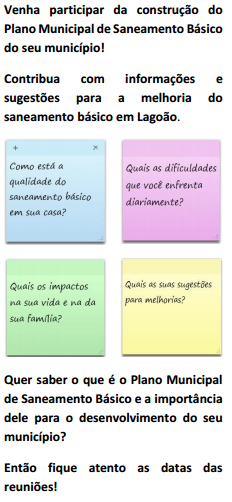 Venha participar da construção do
Plano Municipal de Saneamento Básico
do seu município!
Contribua com informações e
sugestões para a melhoria do
saneamento básico em Lagoão.
Como está a
qualidade do
saneamento básico
em sua casa?
Quais as dificuldades
que você enfrenta
diariamente?
Quais os impactos
na sua vida e na da
sua família?
Quais as suas sugestões
para melhorias?
Quer saber o que é o Plano Municipal
de Saneamento Básico e a importância
dele para o desenvolvimento do seu
município?
Então fique atento as datas das
reuniões!